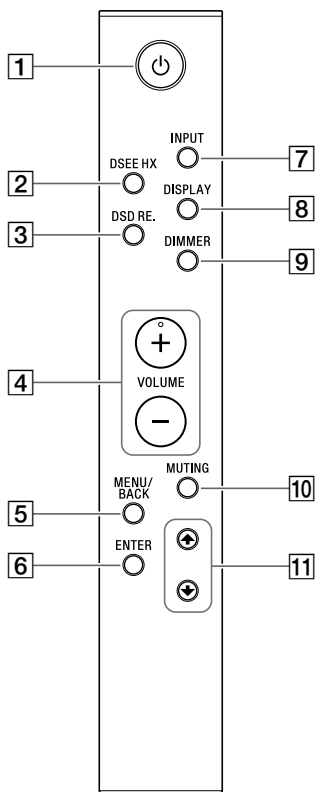 1
INPUT
7
DSEE HX
2
DISPLAY
8
DSD RE.
3
DIMMER
9
+
4
VOLUME
−
MUTING
10
MENU/
BACK
5
ENTER
6
11